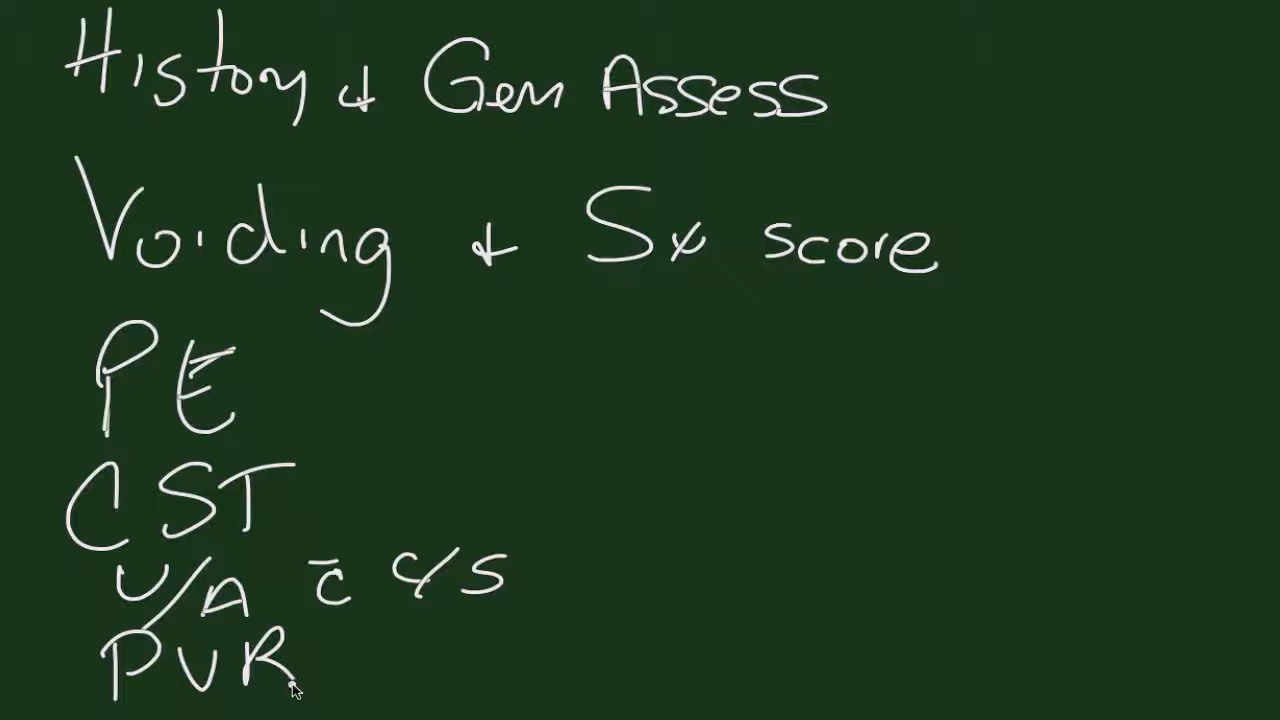 History & Gen Assess
Voiding & Sx score
PE
CST
U/A c̄ C/S
PVR